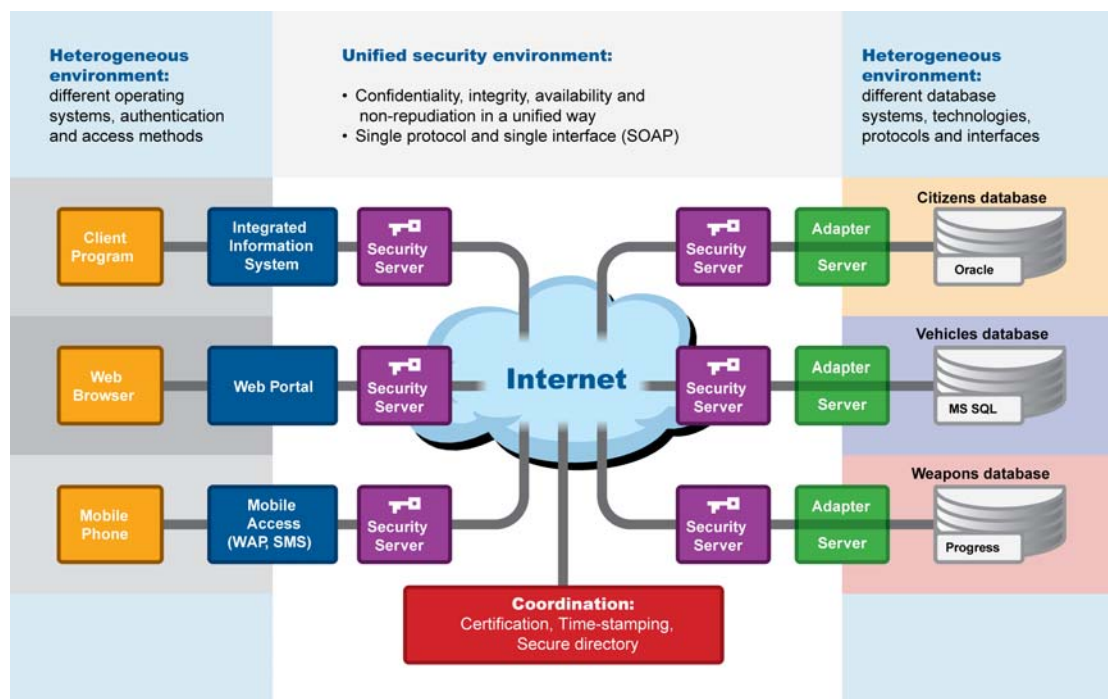 Heterogeneous
environment:
different operating
systems, authentication
and access methods
Unified security environment:
• Confidentiality, integrity, availability and
non-repudiation in a unified way
• Single protocol and single interface (SOAP)
Heterogeneous
environment:
different database
systems, technologies,
protocols and interfaces
Client
Program
Integrated
Information
System
Security
Server
Security
Server
Adapter
Server
Citizens database
Oracle
Web
Browser
Web Portal
Security
Server
Internet
Security
Server
Adapter
Server
Vehicles database
MS SQL
Mobile
Phone
Mobile
Access
(WAP, SMS)
Security
Server
Security
Server
Adapter
Server
Weapons database
Progress
Coordination:
Certification, Time-stamping,
Secure directory